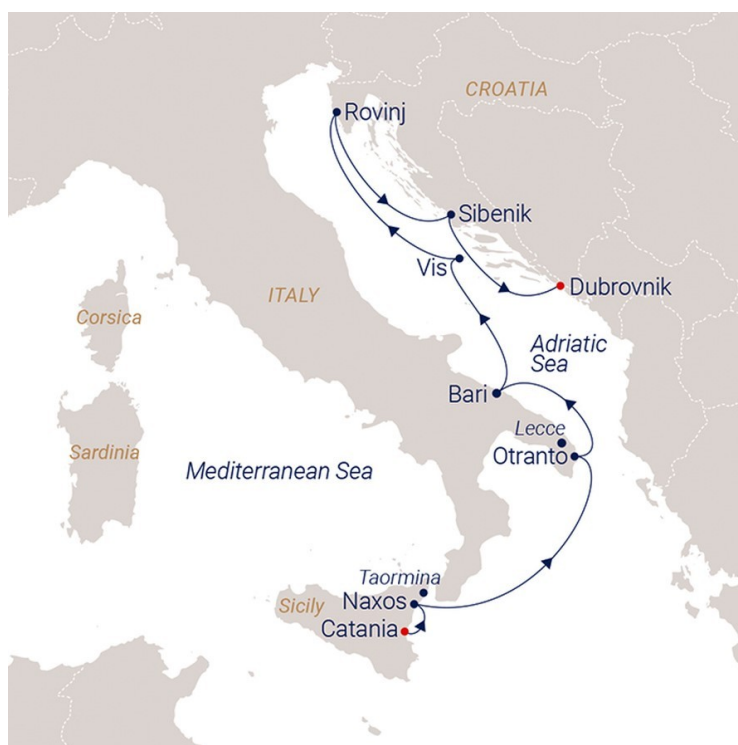 CROATIA
Rovinj
Sibenik
Vis
Dubrovnik
ITALY
Corsica
Adriatic
Sea
Bari
Lecce
Otranto
Sardinia
Mediterranean Sea
Taormina
Naxos
Sicily
Catania